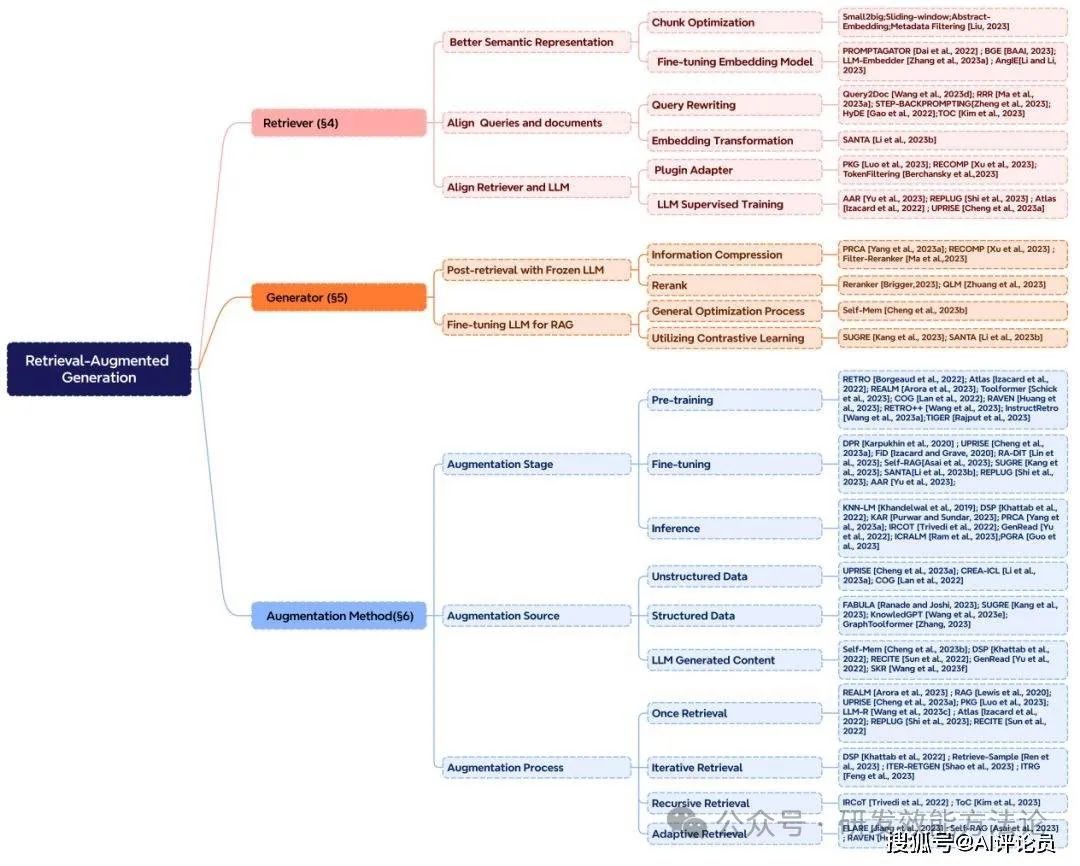 Retrieval-Augmented
Generation
Retriever (§4)
Better Semantic Representation
Chunk Optimization
Small2big;Sliding-window;Abstract-
Embedding;Metadata Filtering [Liu, 2023]
Fine-tuning Embedding Model
PROMPTAGATOR [Dai et al., 2022] ; BGE [BAAI, 2023];
LLM-Embedder [Zhang et al., 2023a] ; AnglE[Li and Li,
2023]
Align Queries and documents
Query Rewriting
Query2Doc [Wang et al., 2023d]; RRR [Ma et al.,
2023a]; STEP-BACKPROMPTING[Zheng et al., 2023];
HyDE [Gao et al., 2022];TOC [Kim et al., 2023]
Embedding Transformation
SANTA [Li et al., 2023b]
Align Retriever and LLM
Plugin Adapter
PKG [Luo et al., 2023]; RECOMP [Xu et al., 2023];
TokenFiltering [Berchansky et al.,2023]
LLM Supervised Training
AAR [Yu et al., 2023]; REPLUG [Shi et al., 2023] ; Atlas
[Izacard et al., 2022] ; UPRISE [Cheng et al., 2023a]
Generator (§5)
Post-retrieval with Frozen LLM
Information Compression
PRCA [Yang et al., 2023a]; RECOMP [Xu et al., 2023] ;
Filter-Reranker [Ma et al.,2023]
Rerank
Reranker [Brigger,2023]; QLM [Zhuang et al., 2023]
Fine-tuning LLM for RAG
General Optimization Process
Self-Mem [Cheng et al., 2023b]
Utilizing Contrastive Learning
SUGRE [Kang et al., 2023]; SANTA [Li et al., 2023b]
Augmentation Method(§6)
Augmentation Stage
Pre-training
RETRO [Borgeaud et al., 2022]; Atlas [Izacard et al.,
2022]; REALM [Arora et al., 2023]; Toolformer [Schick
et al., 2023]; COG [Lan et al., 2022]; RAVEN [Huang et
al., 2023]; RETRO++ [Wang et al., 2023]; InstructRetro
[Wang et al., 2023a];TIGER [Rajput et al., 2023]
Fine-tuning
DPR [Karpukhin et al., 2020] ; UPRISE [Cheng et al.,
2023a]; FiD [Izacard and Grave, 2020]; RA-DIT [Lin et
al., 2023]; Self-RAG[Asai et al., 2023]; SUGRE [Kang et
al., 2023]; SANTA[Li et al., 2023b]; REPLUG [Shi et al.,
2023]; AAR [Yu et al., 2023];
Inference
KNN-LM [Khandelwal et al., 2019]; DSP [Khattab et al.,
2022]; KAR [Purwar and Sundar, 2023]; PRCA [Yang et
al., 2023a]; IRCOT [Trivedi et al., 2022]; GenRead [Yu
et al., 2022]; ICRALM [Ram et al., 2023];PGRA [Guo et
al., 2023]
Augmentation Source
Unstructured Data
UPRISE [Cheng et al., 2023a]; CREA-ICL [Li et al.,
2023a]; COG [Lan et al., 2022]
Structured Data
FABULA [Ranade and Joshi, 2023]; SUGRE [Kang et al.,
2023]; KnowledGPT [Wang et al., 2023e];
GraphToolformer [Zhang, 2023]
LLM Generated Content
Self-Mem [Cheng et al., 2023b]; DSP [Khattab et al.,
2022]; RECITE [Sun et al., 2022]; GenRead [Yu et al.,
2022]; SKR [Wang et al., 2023f]
Augmentation Process
Once Retrieval
REALM [Arora et al., 2023] ; RAG [Lewis et al., 2020];
UPRISE [Cheng et al., 2023a]; PKG [Luo et al., 2023];
LLM-R [Wang et al., 2023c] ; Atlas [Izacard et al.,
2022]; REPLUG [Shi et al., 2023]; RECITE [Sun et al.,
2022]
Iterative Retrieval
DSP [Khattab et al., 2022] ; Retrieve-Sample [Ren et
al., 2023] ; ITER-RETGEN [Shao et al., 2023] ; ITRG
[Feng et al., 2023]
Recursive Retrieval
IRCoT [Trivedi et al., 2022] ; ToC [Kim et al., 2023]
Adaptive Retrieval
FLARE [Jiang et al., 2023]; Self-RAG [Asai et al., 2023]
; RAVEN
公众号 · 研发效能方法论
搜狐号@AI评论员